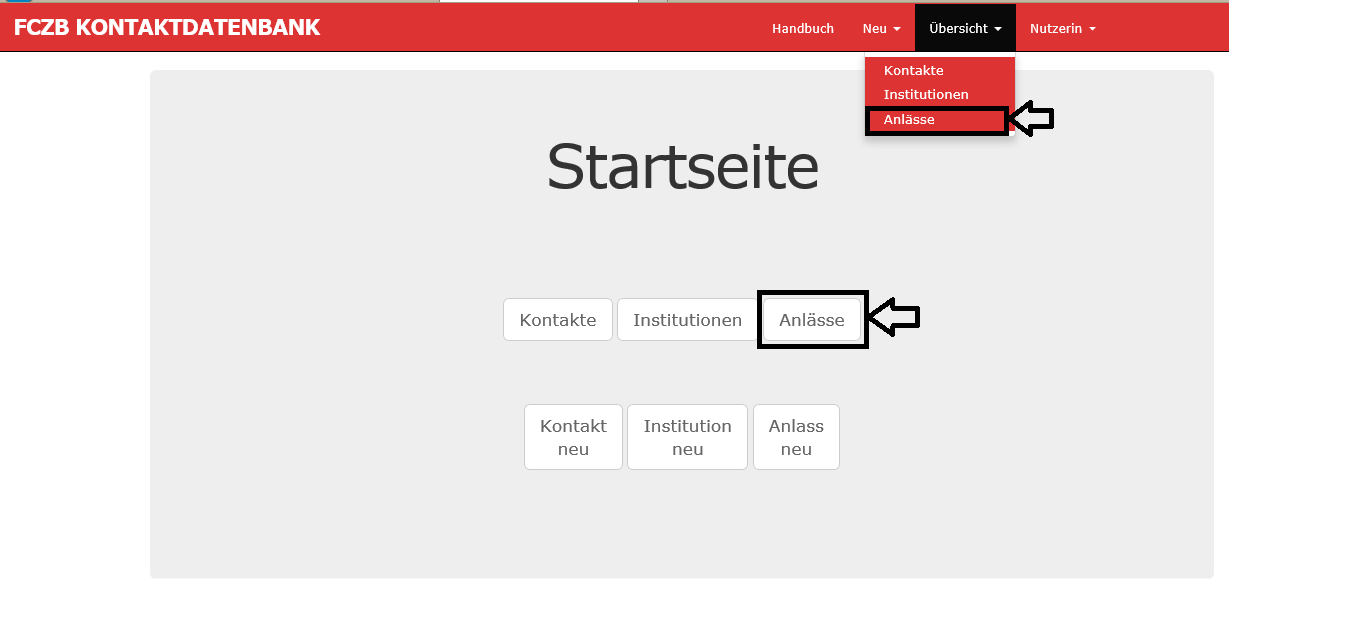 FCZB KONTAKTDATENBANK
Handbuch Neu Übersicht Nutzerin
Kontakte
Institutionen
Anlässe
Startseite
Kontakte Institutionen Anlässe
Kontakt neu
Institution neu
Anlass neu